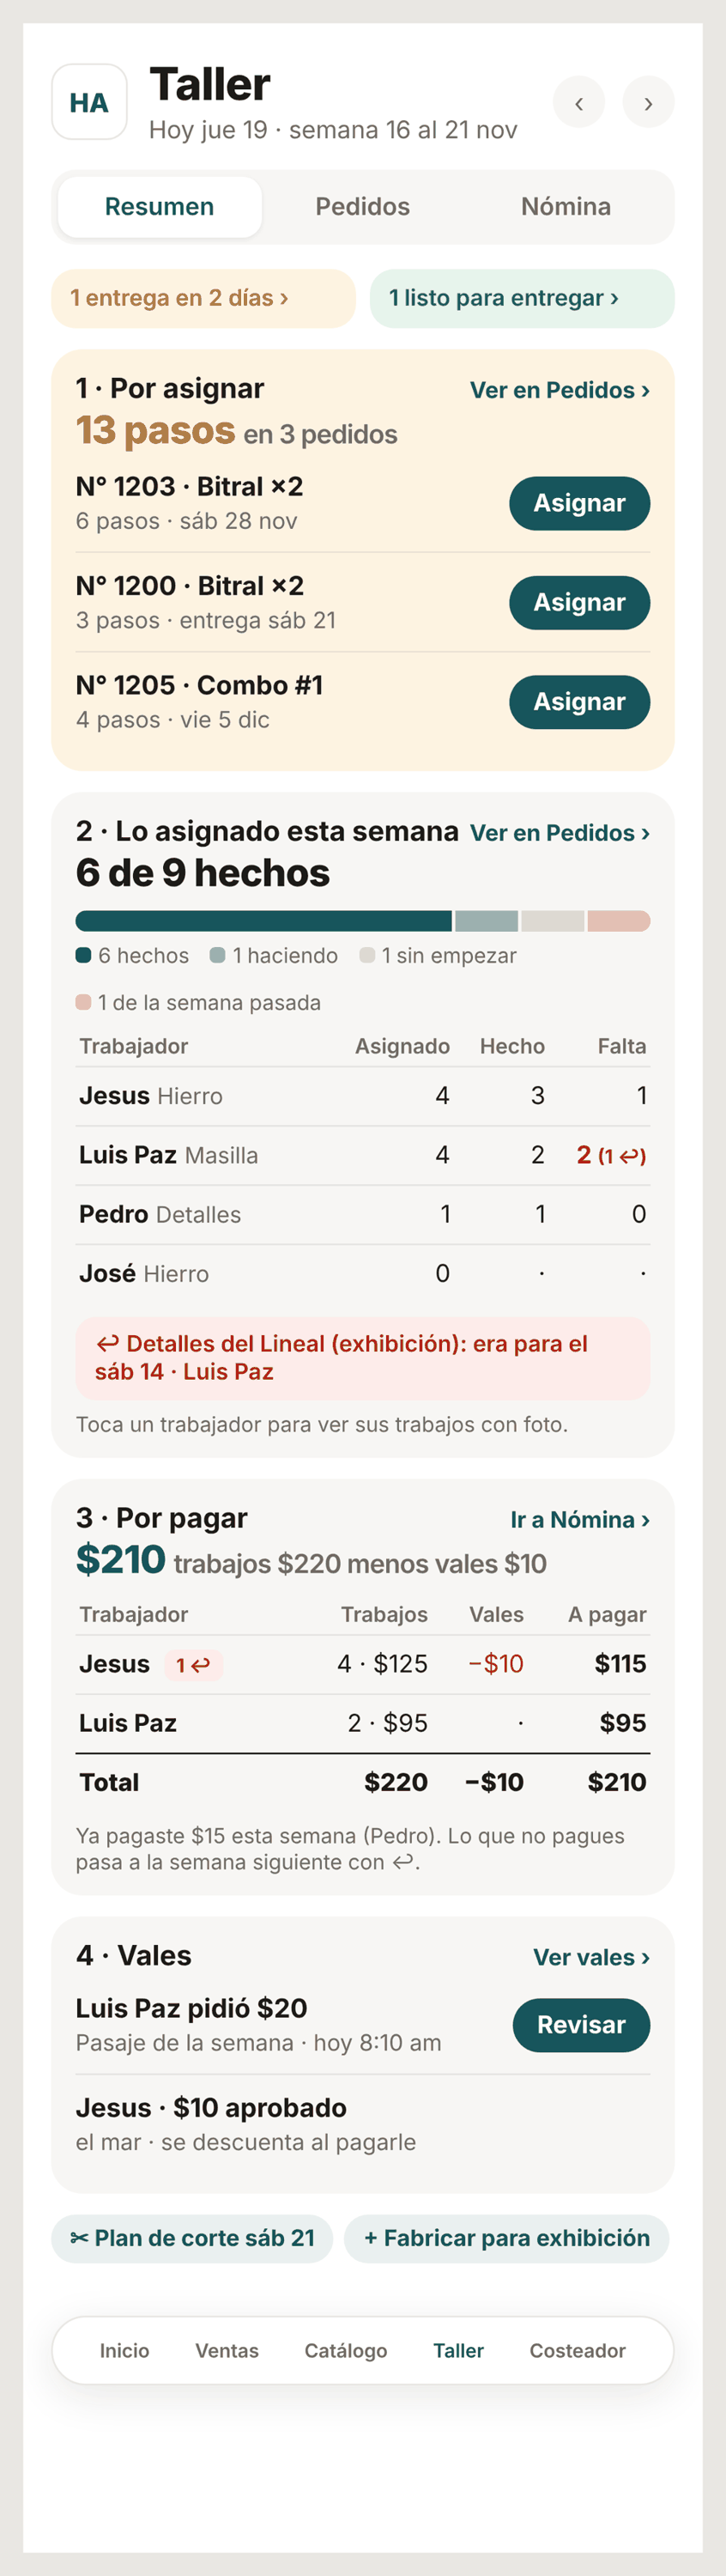 HA
Taller
Hoy jue 19 · semana 16 al 21 nov
‹ ›
Resumen Pedidos Nómina
1 entrega en 2 días › 1 listo para entregar ›
1 · Por asignar Ver en Pedidos ›
13 pasos en 3 pedidos
N° 1203 · Bitral ×2
6 pasos · sáb 28 nov
Asignar
N° 1200 · Bitral ×2
3 pasos · entrega sáb 21
Asignar
N° 1205 · Combo #1
4 pasos · vie 5 dic
Asignar
2 · Lo asignado esta semana Ver en Pedidos ›
6 de 9 hechos
6 hechos 1 haciendo 1 sin empezar
1 de la semana pasada
Trabajador Asignado Hecho Falta
Jesus Hierro 4 3 1
Luis Paz Masilla 4 2 2 (1 ↩)
Pedro Detalles 1 1 0
José Hierro 0 · ·
↩ Detalles del Lineal (exhibición): era para el
sáb 14 · Luis Paz
Toca un trabajador para ver sus trabajos con foto.
3 · Por pagar Ir a Nómina ›
$210 trabajos $220 menos vales $10
Trabajador Trabajos Vales A pagar
Jesus 1 ↩ 4 · $125 −$10 $115
Luis Paz 2 · $95 · $95
Total $220 −$10 $210
Ya pagaste $15 esta semana (Pedro). Lo que no pagues
pasa a la semana siguiente con ↩.
4 · Vales Ver vales ›
Luis Paz pidió $20
Pasaje de la semana · hoy 8:10 am
Revisar
Jesus · $10 aprobado
el mar · se descuenta al pagarle
✂ Plan de corte sáb 21 + Fabricar para exhibición
Inicio Ventas Catálogo Taller Costeador